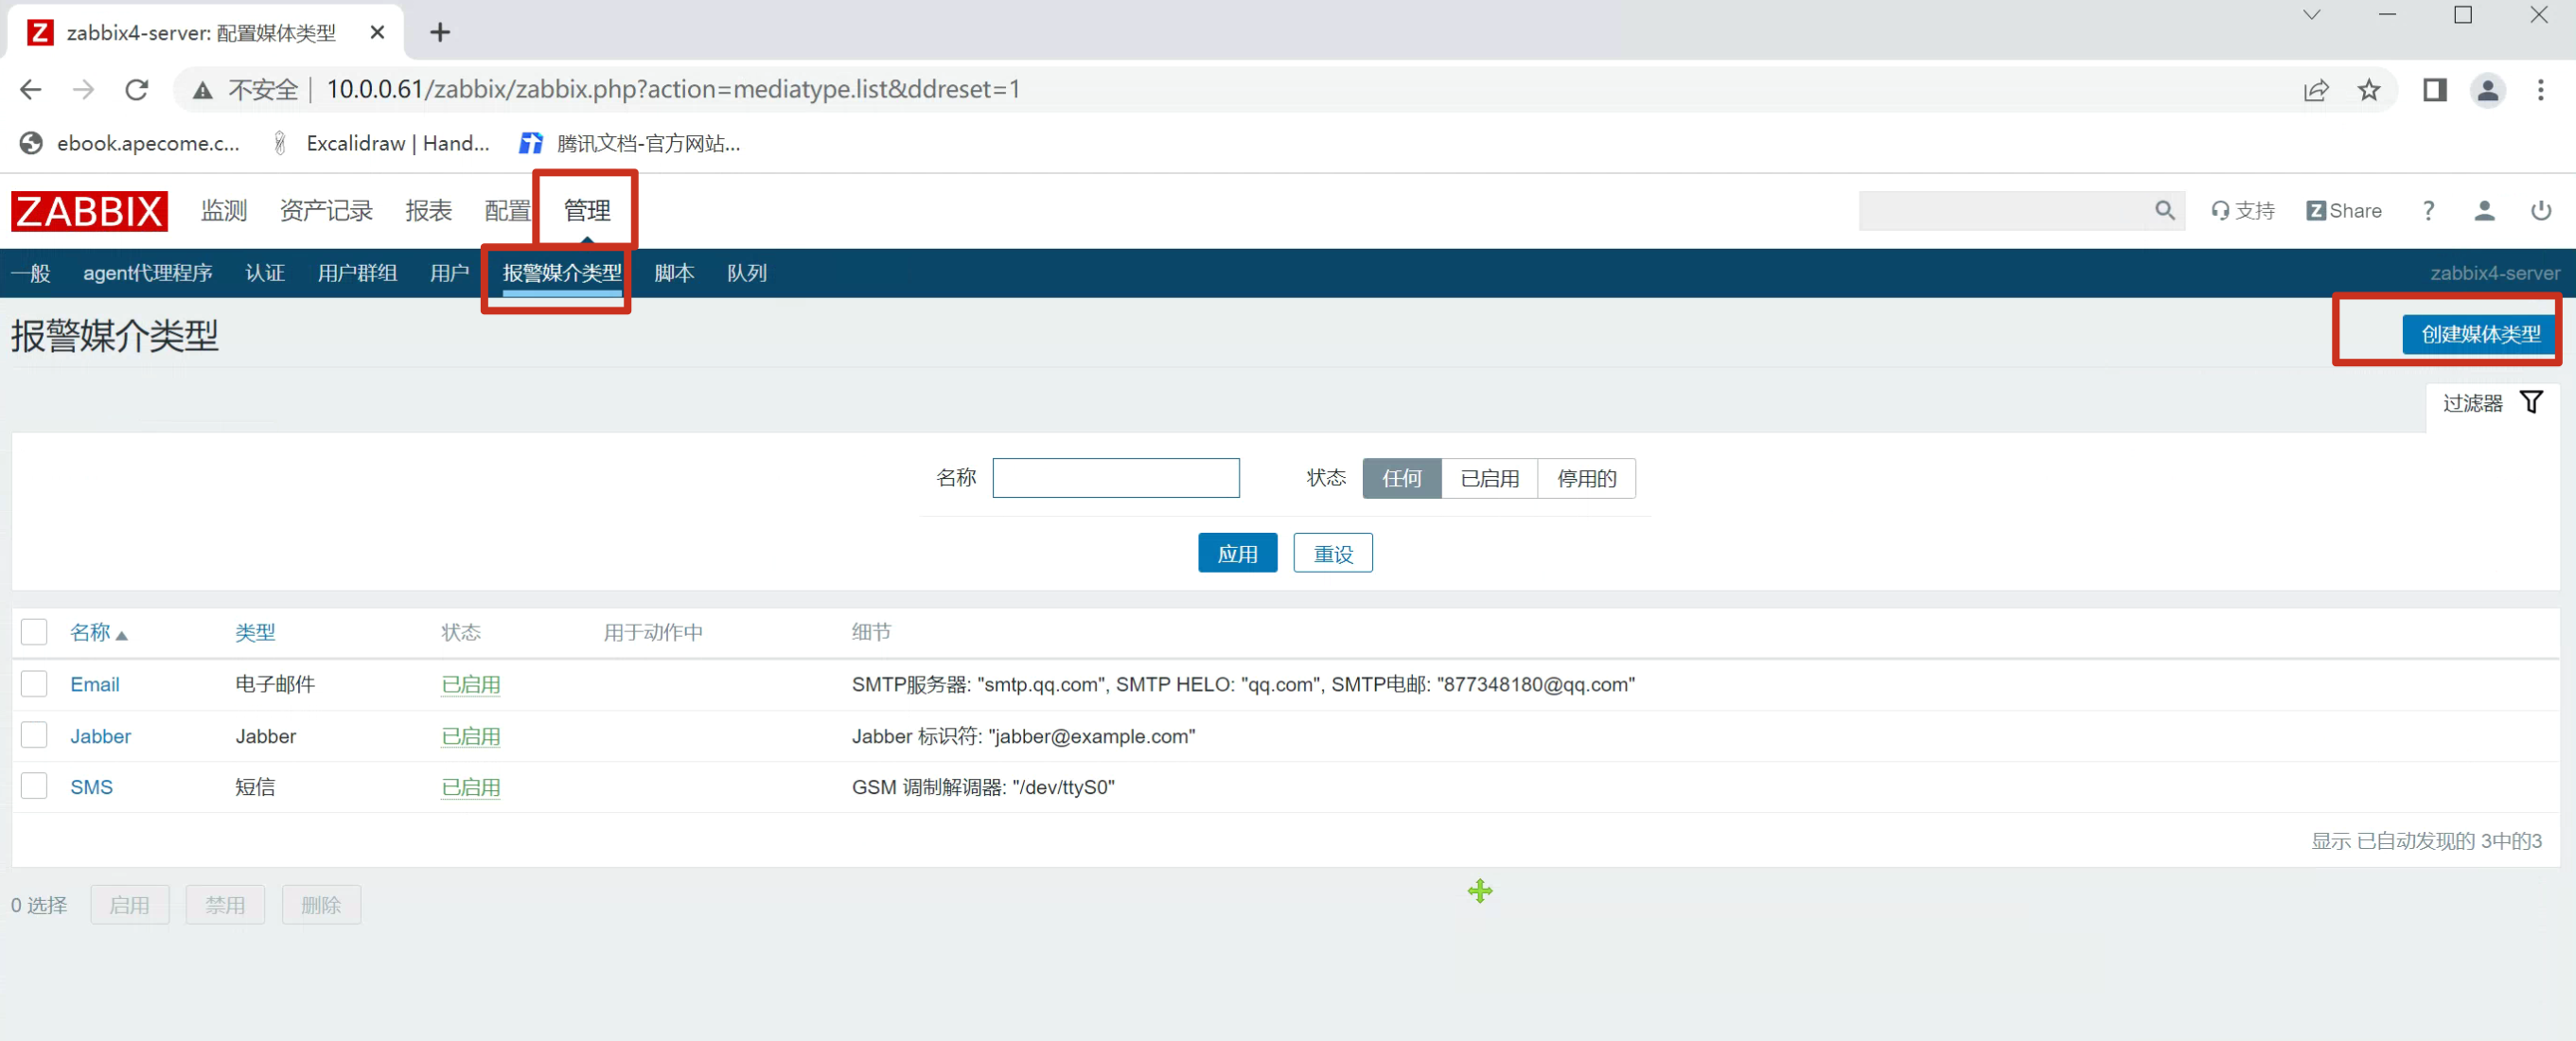 Z zabbix4-server: 配置媒体类型
不安全 | 10.0.0.61/zabbix/zabbix.php?action=mediatype.list&ddreset=1
ebook.apecome.c... Excalidraw | Hand... 腾讯文档-官方网站...
ZABBIX 监测 资产记录 报表 配置 管理 支持 Z Share ?
一般 agent代理程序 认证 用户群组 用户 报警媒介类型 脚本 队列 zabbix4-server
报警媒介类型 创建媒体类型
过滤器
名称 状态 任何 已启用 停用的
应用 重设
名称▲ 类型 状态 用于动作中 细节
Email 电子邮件 已启用 SMTP服务器: "smtp.qq.com", SMTP HELO: "qq.com", SMTP电邮: "877348180@qq.com"
Jabber Jabber 已启用 Jabber 标识符: "jabber@example.com"
SMS 短信 已启用 GSM 调制解调器: "/dev/ttyS0"
显示 已自动发现的 3中的3
0 选择 启用 禁用 删除